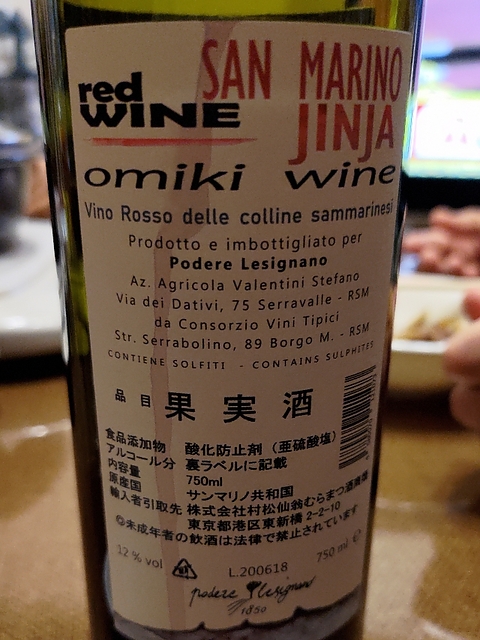 red WINE
SAN MARINO JINJA
omiki wine
Vino Rosso delle colline sammarinesi
Prodotto e imbottigliato per
Podere Lesignano
Az. Agricola Valentini Stefano
Via dei Dativi, 75 Serravalle - RSM
da Consorzio Vini Tipici
Str. Serrabolino, 89 Borgo M. - RSM
CONTIENE SOLFITI - CONTAINS SULPHITES
品目 果実酒
食品添加物 酸化防止剤（亜硫酸塩）
アルコール分 裏ラベルに記載
内容量 750ml
原産国 サンマリノ共和国
輸入者引取先 株式会社村松仙翁むらまつ酒商
東京都港区東新橋2-2-10
◎未成年者の飲酒は法律で禁止されています
12% vol L.200618 750 ml e
podere Lesignano
1850